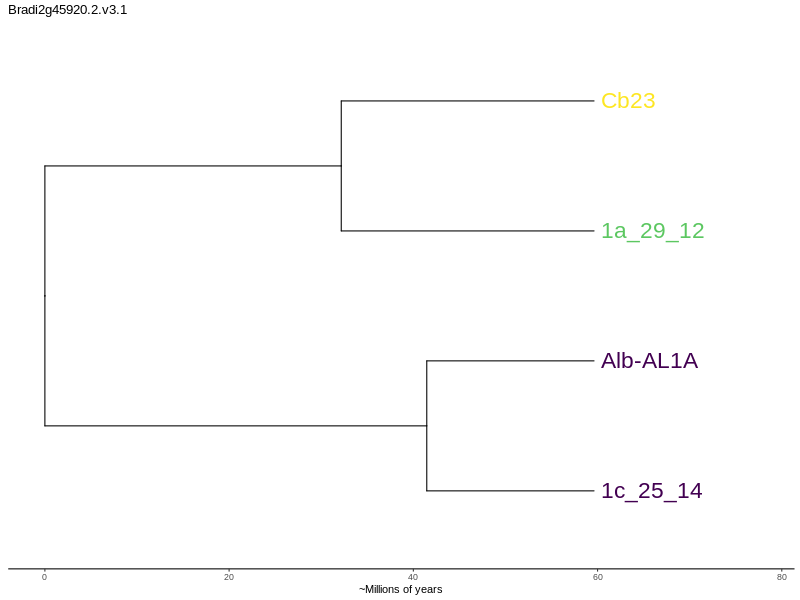 Bradi2g45920.2.v3.1
Cb23
1a_29_12
Alb-AL1A
1c_25_14
0 20 40 60 80
~Millions of years